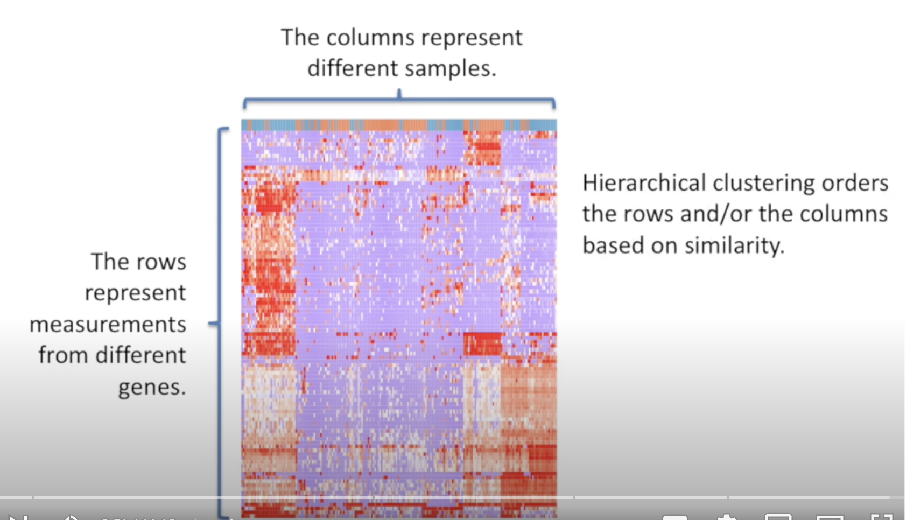 The columns represent
different samples.
Hierarchical clustering orders
the rows and/or the columns
based on similarity.
The rows
represent
measurements
from different
genes.